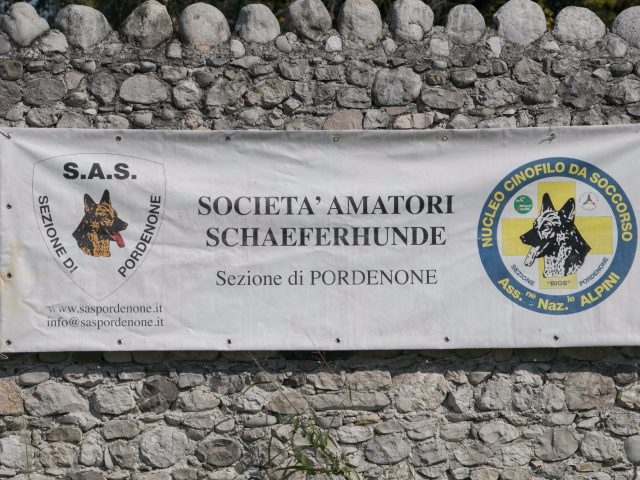 S.A.S.
SEZIONE DI PORDENONE
www.saspordenone.it
info@saspordenone.it
SOCIETA' AMATORI
SCHAEFERHUNDE
Sezione di PORDENONE
NUCLEO CINOFILO DA SOCCORSO
SEZIONE "BIOS" PORDENONE
Ass.ne Naz.le ALPINI